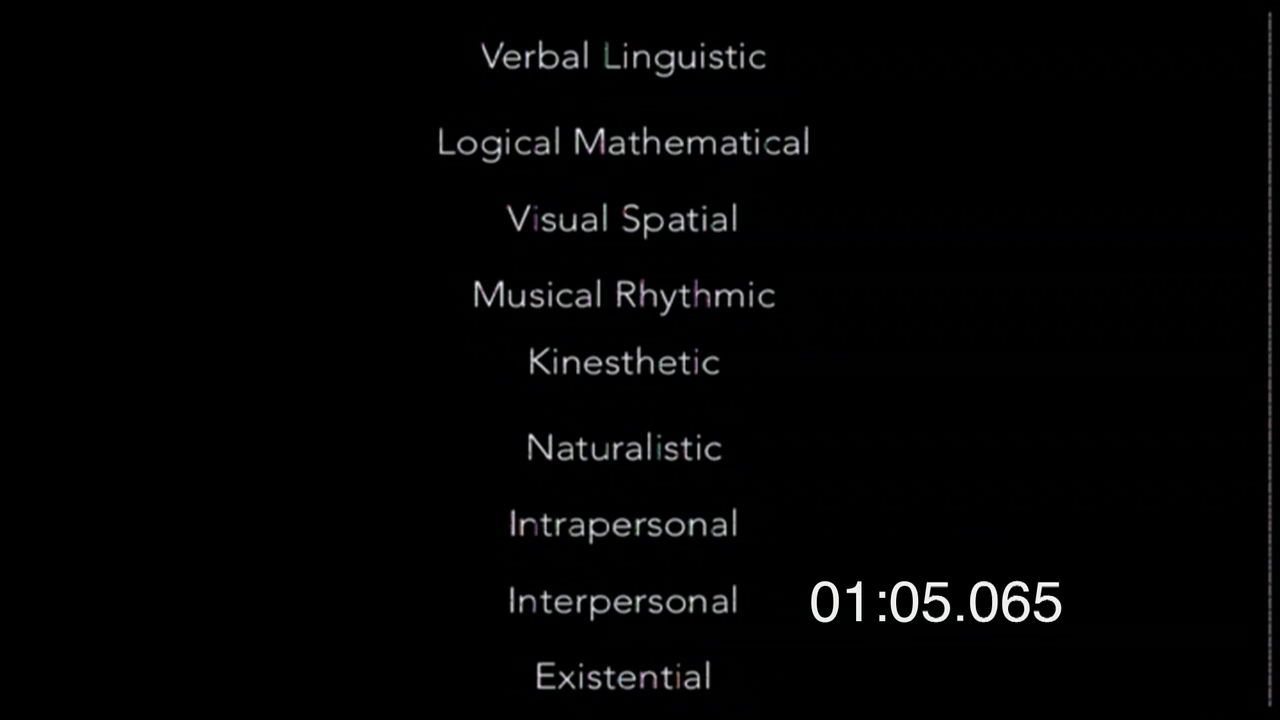 Verbal Linguistic
Logical Mathematical
Visual Spatial
Musical Rhythmic
Kinesthetic
Naturalistic
Intrapersonal
Interpersonal
01:05.065
Existential